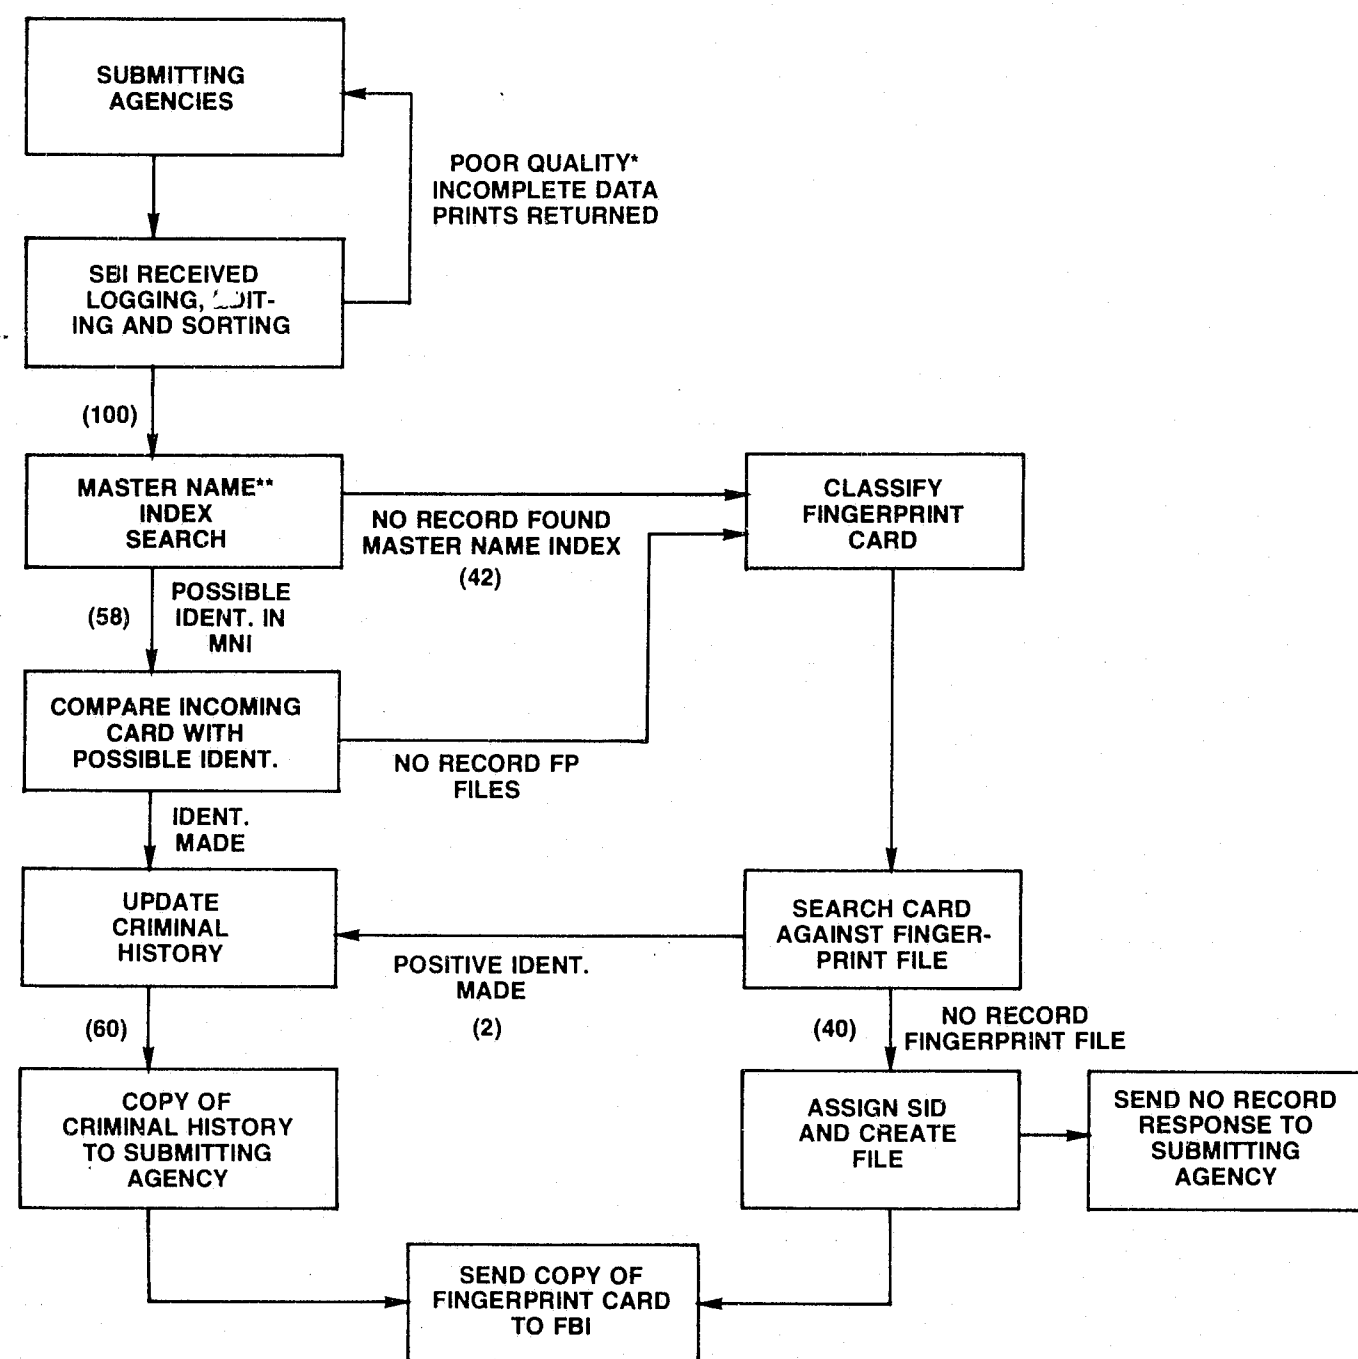 SUBMITTING
AGENCIES
POOR QUALITY*
INCOMPLETE DATA
PRINTS RETURNED
SBI RECEIVED
LOGGING,
ING AND SORTING
(100)
MASTER NAME**
INDEX
SEARCH
NO RECORD FOUND
MASTER NAME INDEX
(42)
CLASSIFY
FINGERPRINT
CARD
(58)
POSSIBLE
IDENT. IN
MNI
COMPARE INCOMING
CARD WITH
POSSIBLE IDENT.
NO RECORD FP
FILES
IDENT.
MADE
UPDATE
CRIMINAL
HISTORY
POSITIVE IDENT.
MADE
(2)
SEARCH CARD
AGAINST FINGER-
PRINT FILE
(60)
(40)
NO RECORD
FINGERPRINT FILE
COPY OF
CRIMINAL HISTORY
TO SUBMITTING
AGENCY
ASSIGN SID
AND CREATE
FILE
SEND NO RECORD
RESPONSE TO
SUBMITTING
AGENCY
SEND COPY OF
FINGERPRINT CARD
TO FBI